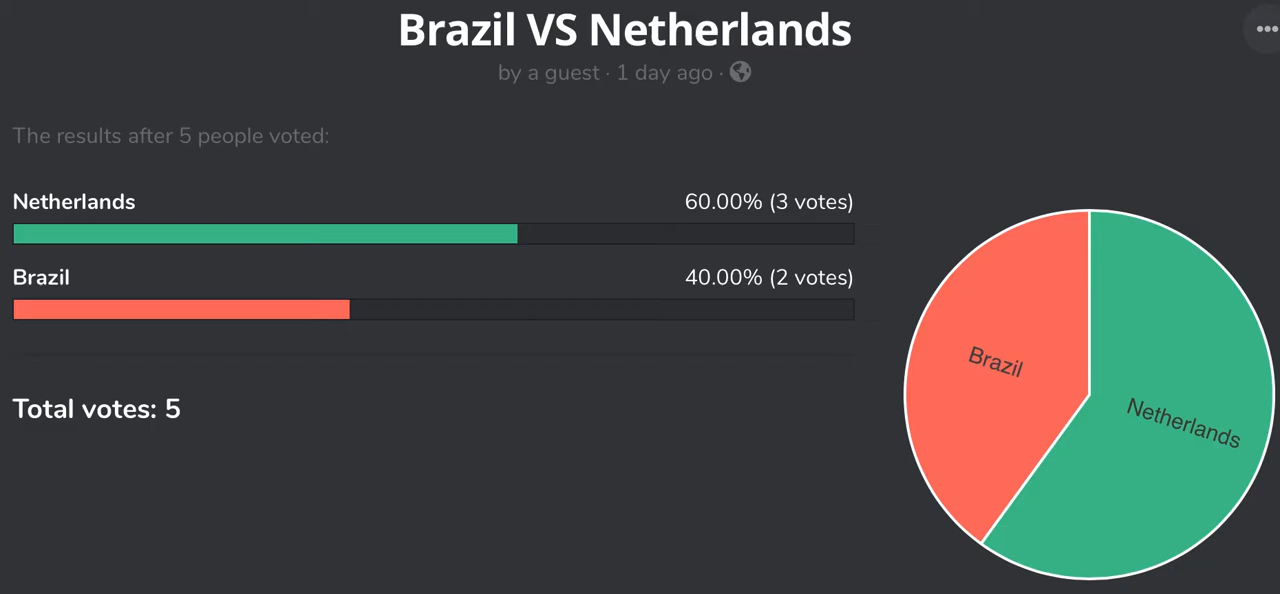 Brazil VS Netherlands
by a guest · 1 day ago ·
The results after 5 people voted:
Netherlands 60.00% (3 votes)
Brazil 40.00% (2 votes)
Total votes: 5
Brazil
Netherlands